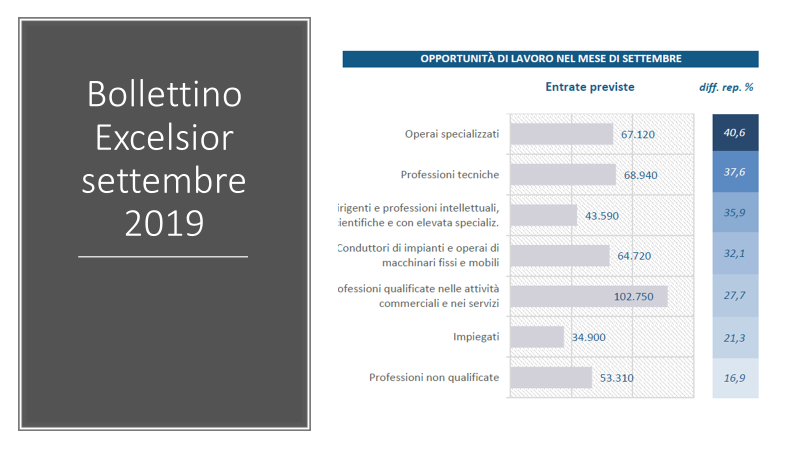 Bollettino
Excelsior
settembre
2019
OPPORTUNITÀ DI LAVORO NEL MESE DI SETTEMBRE
Entrate previste diff. rep. %
Operai specializzati 67.120 40,6
Professioni tecniche 68.940 37,6
irigenti e professioni intellettuali,
ientifiche e con elevata specializ. 43.590 35,9
Conduttori di impianti e operai di
macchinari fissi e mobili 64.720 32,1
ofessioni qualificate nelle attività
commerciali e nei servizi 102.750 27,7
Impiegati 34.900 21,3
Professioni non qualificate 53.310 16,9